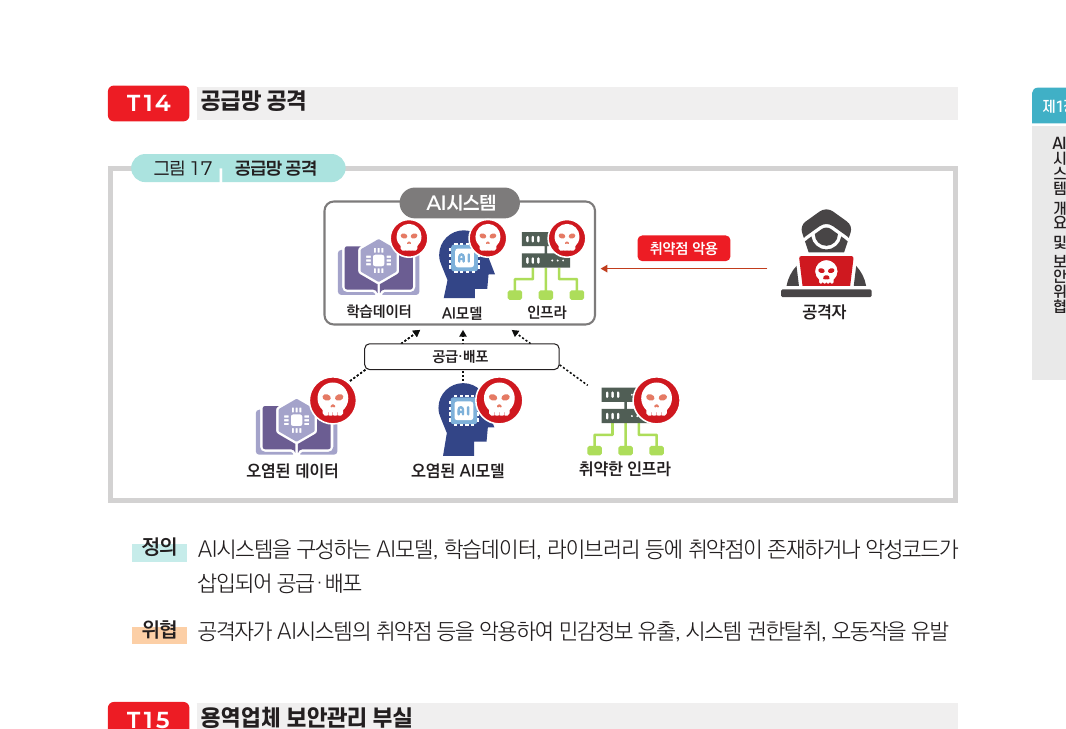 T14 공급망 공격
제1장
AI시스템 개요 및 보안위협
그림 17 공급망 공격
AI시스템
취약점 악용
AI
학습데이터
AI모델
인프라
공격자
공급·배포
AI
오염된 데이터
오염된 AI모델
취약한 인프라
정의 AI시스템을 구성하는 AI모델, 학습데이터, 라이브러리 등에 취약점이 존재하거나 악성코드가
삽입되어 공급·배포
위협 공격자가 AI시스템의 취약점 등을 악용하여 민감정보 유출, 시스템 권한탈취, 오동작을 유발
T15 용역업체 보안관리 부실